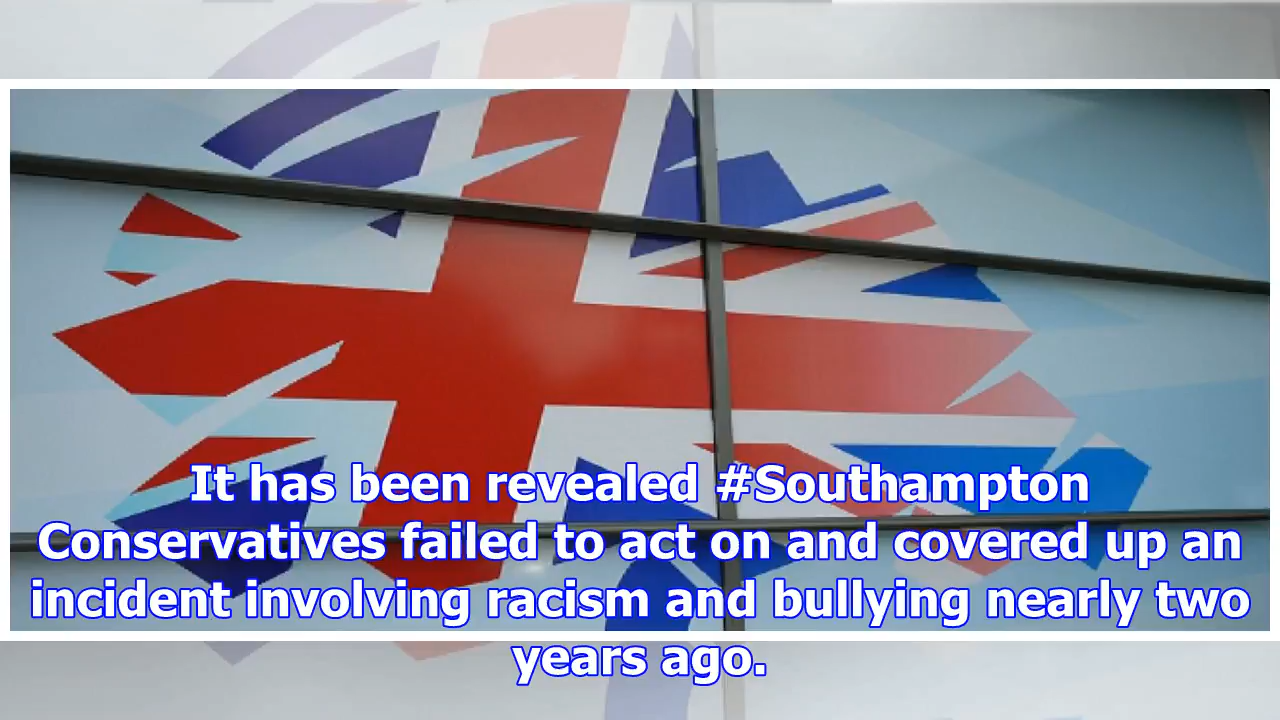 It has been revealed #Southampton
Conservatives failed to act on and covered up an
incident involving racism and bullying nearly two
years ago.